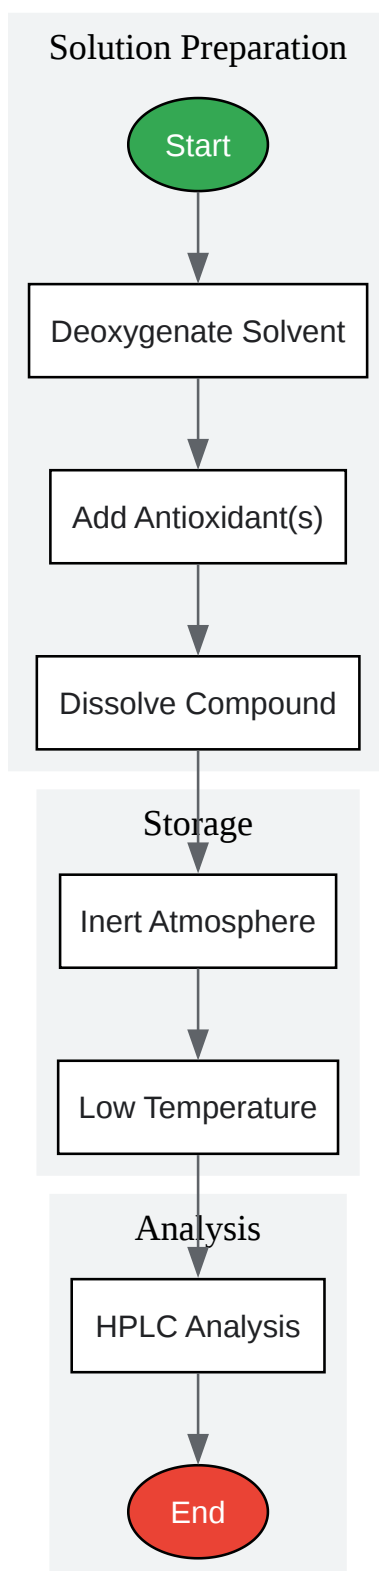 Solution Preparation
Start
Deoxygenate Solvent
Add Antioxidant(s)
Dissolve Compound
Storage
Inert Atmosphere
Low Temperature
Analysis
HPLC Analysis
End